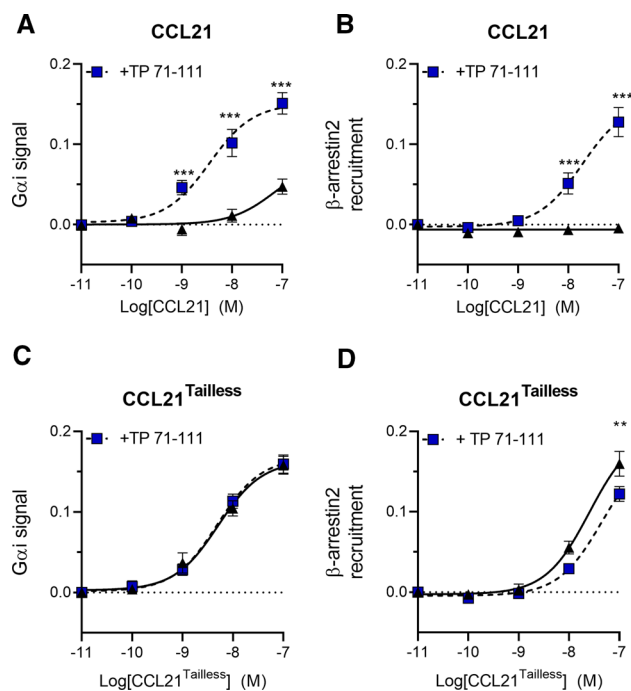 A
CCL21
+TP 71-111
0.2
0.1
0.0
Gαi signal
***
***
***
-11 -10 -9 -8 -7
Log[CCL21] (M)
B
CCL21
+TP 71-111
0.2
0.1
0.0
β-arrestin2
recruitment
***
***
-11 -10 -9 -8 -7
Log[CCL21] (M)
C
CCL21Tailless
+TP 71-111
0.2
0.1
0.0
Gαi signal
-11 -10 -9 -8 -7
Log[CCL21Tailless] (M)
D
CCL21Tailless
+ TP 71-111
0.2
0.1
0.0
β-arrestin2
recruitment
**
-11 -10 -9 -8 -7
Log[CCL21Tailless] (M)